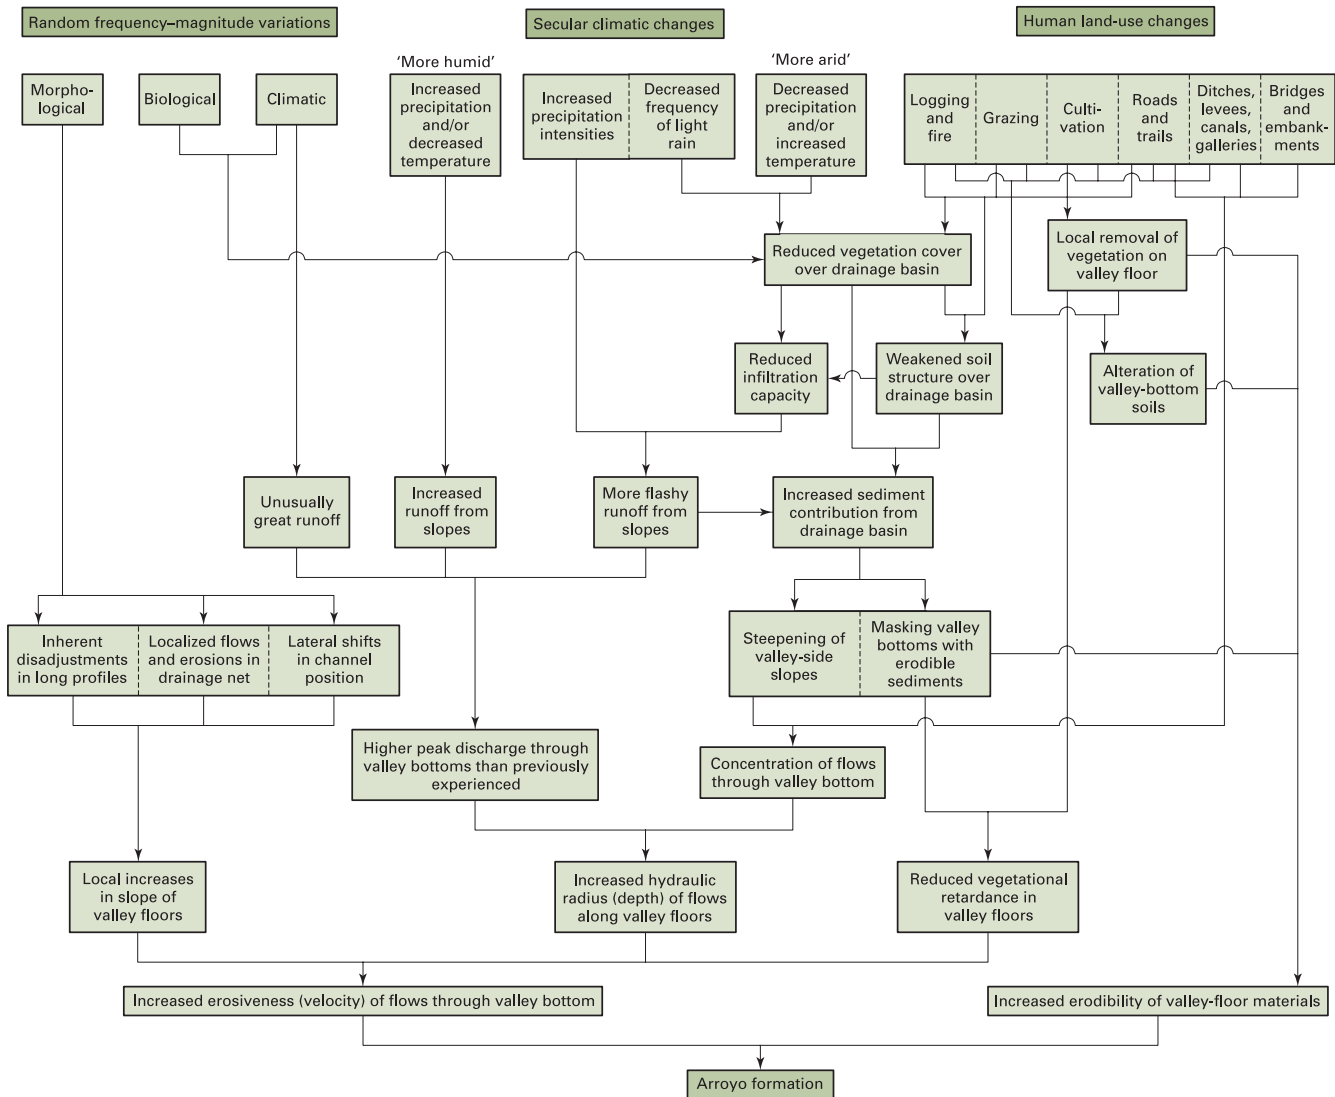 Random frequency–magnitude variations
Secular climatic changes
Human land-use changes
Morpho-
logical
Biological
Climatic
‘More humid’
Increased
precipitation
and/or
decreased
temperature
Increased
precipitation
intensities
Decreased
frequency
of light
rain
‘More arid’
Decreased
precipitation
and/or
increased
temperature
Logging
and
fire
Grazing
Culti-
vation
Roads
and
trails
Ditches,
levees,
canals,
galleries
Bridges
and
embank-
ments
Reduced vegetation cover
over drainage basin
Local removal of
vegetation on
valley floor
Reduced
infiltration
capacity
Weakened soil
structure over
drainage basin
Alteration of
valley-bottom
soils
Unusually
great runoff
Increased
runoff from
slopes
More flashy
runoff from
slopes
Increased sediment
contribution from
drainage basin
Inherent
disadjustments
in long profiles
Localized flows
and erosions in
drainage net
Lateral shifts
in channel
position
Steepening of
valley-side
slopes
Masking valley
bottoms with
erodible
sediments
Higher peak discharge through
valley bottoms than previously
experienced
Concentration of flows
through valley bottom
Local increases
in slope of
valley floors
Increased hydraulic
radius (depth) of flows
along valley floors
Reduced vegetational
retardance in
valley floors
Increased erosiveness (velocity) of flows through valley bottom
Increased erodibility of valley-floor materials
Arroyo formation